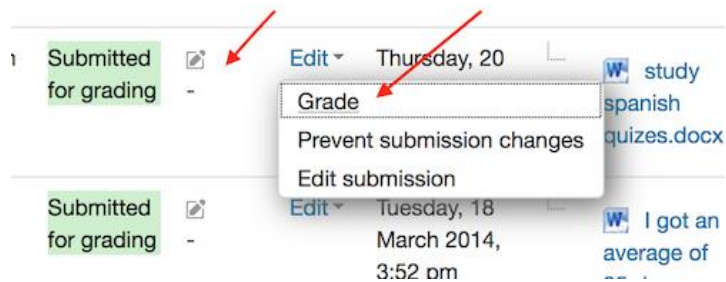 Submitted
for grading
-
Edit
Thursday, 20
Grade
Prevent submission changes
Edit submission
study
spanish
quizes.docx
Submitted
for grading
-
Edit
Tuesday, 18
March 2014,
3:52 pm
I got an
average of